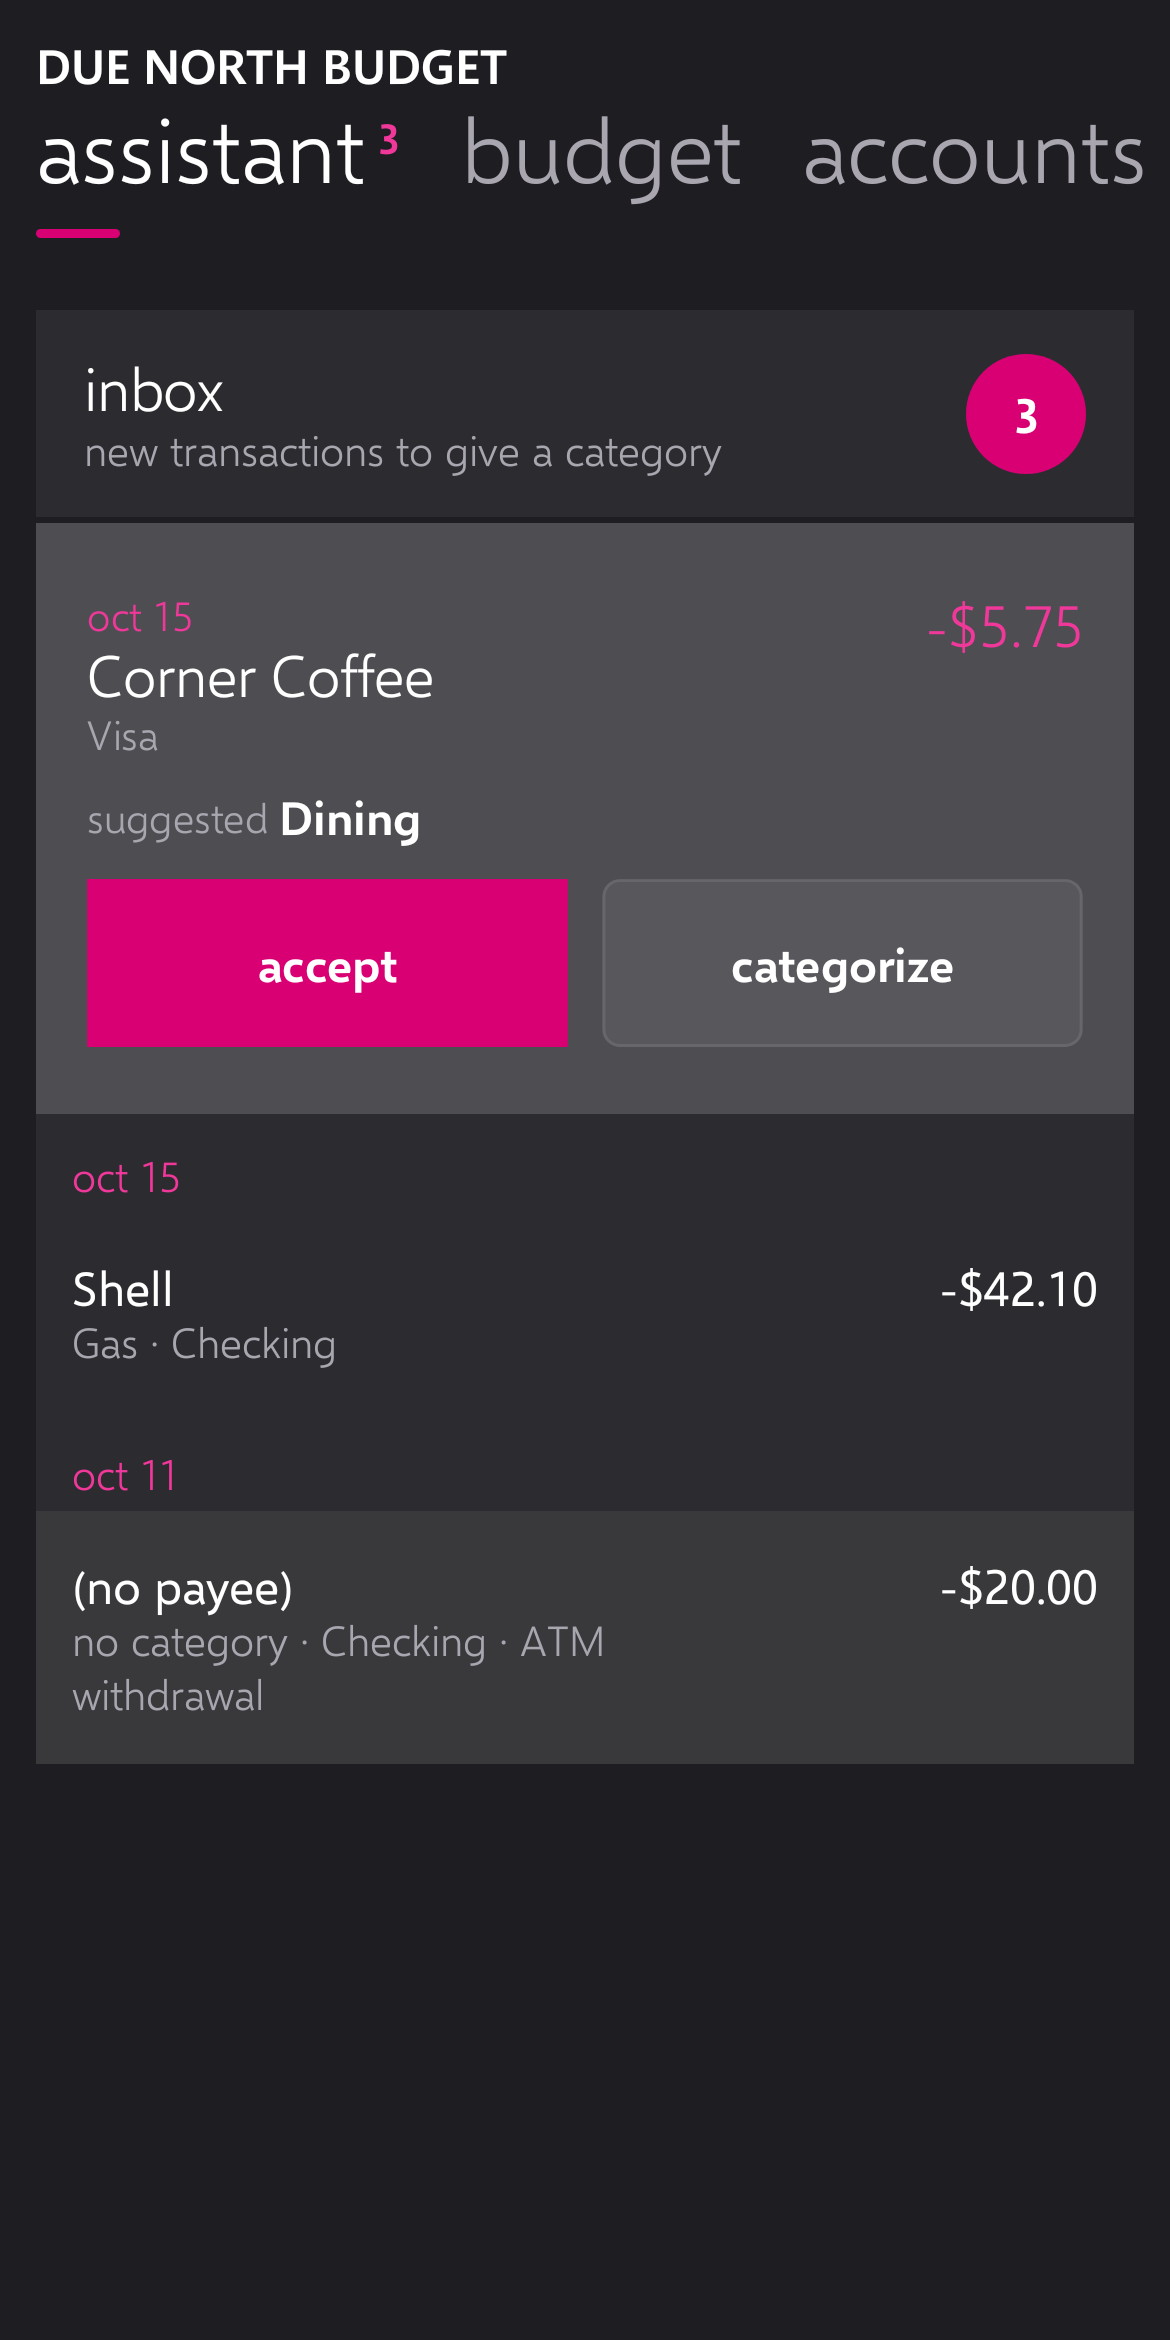 DUE NORTH BUDGET
assistant 3 budget accounts
inbox
new transactions to give a category
3
oct 15
-$5.75
Corner Coffee
Visa
suggested Dining
accept categorize
oct 15
Shell -$42.10
Gas · Checking
oct 11
(no payee) -$20.00
no category · Checking · ATM
withdrawal